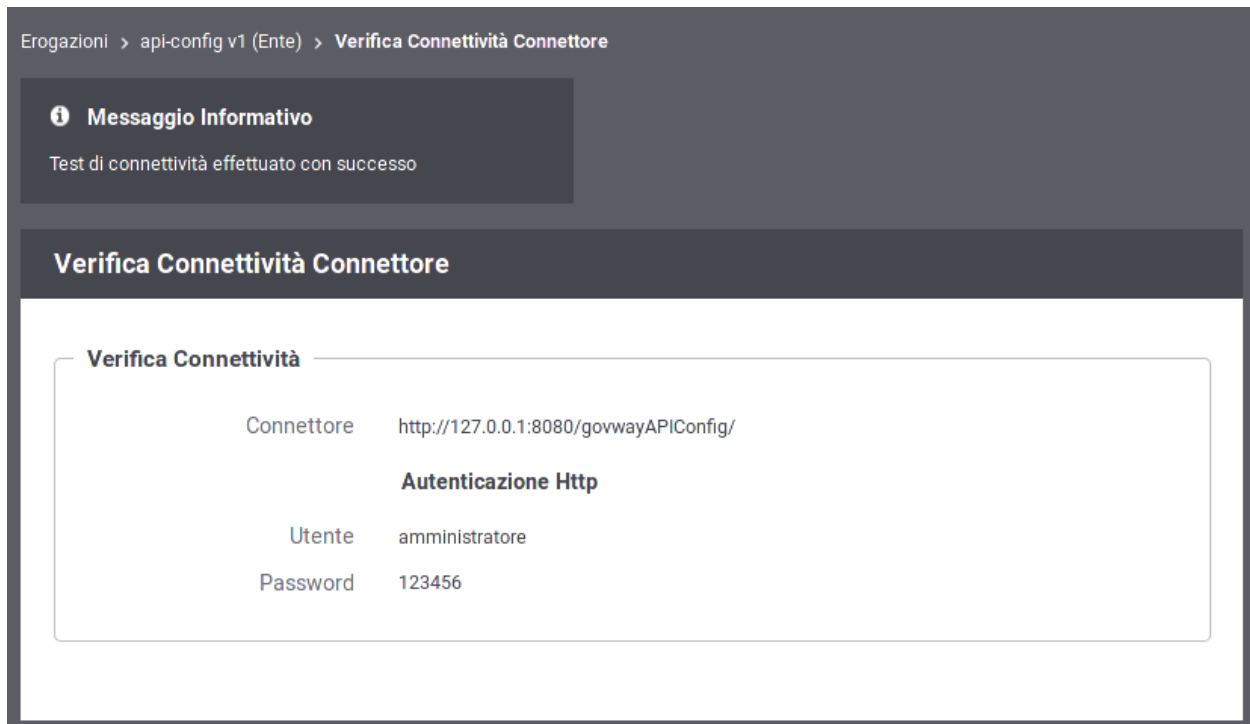 Erogazioni > api-config v1 (Ente) > Verifica Connettività Connettore
Messaggio Informativo
Test di connettività effettuato con successo
Verifica Connettività Connettore
Verifica Connettività
Connettore http://127.0.0.1:8080/govwayAPIConfig/
Autenticazione Http
Utente amministratore
Password 123456